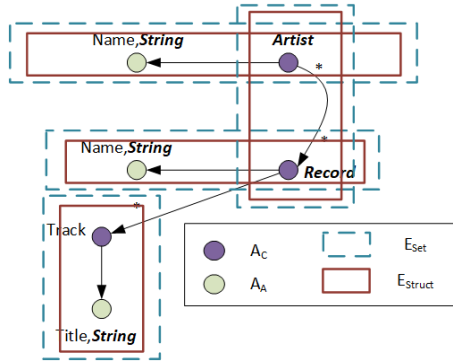 Name,String Artist
*
*
Name,String
Record
*
Track
Title,String
A_C E_Set
A_A E_Struct